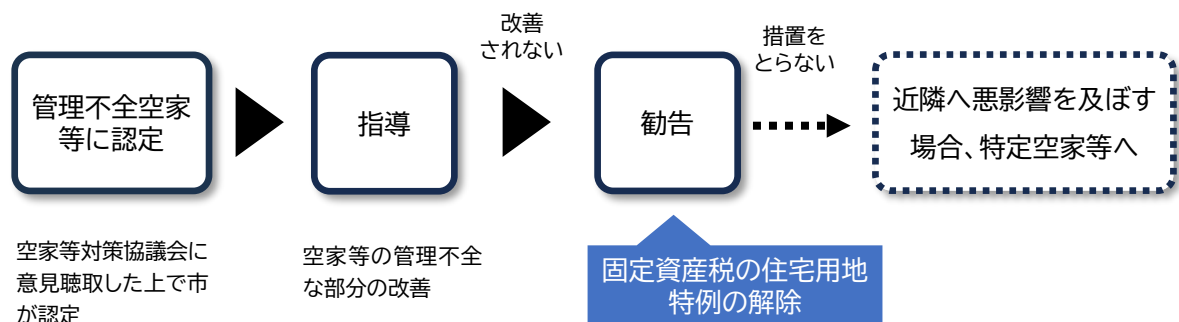 改善
されない
措置を
とらない
管理不全空家
等に認定
指導
勧告
近隣へ悪影響を及ぼす
場合、特定空家等へ
空家等対策協議会に
意見聴取した上で市
が認定
空家等の管理不全
な部分の改善
固定資産税の住宅用地
特例の解除